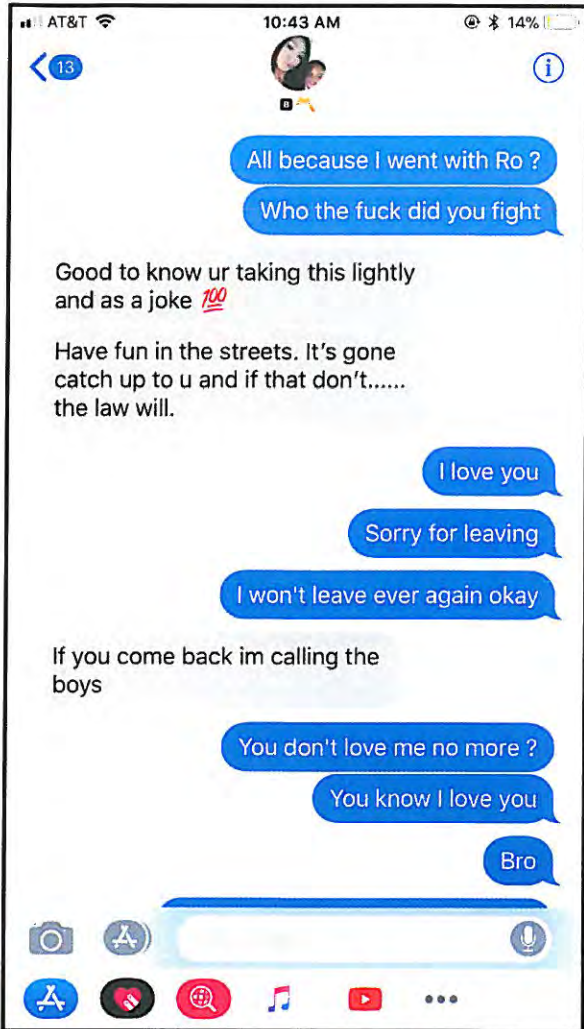 AT&T 10:43 AM 14%
13
B
All because I went with Ro ?
Who the fuck did you fight
Good to know ur taking this lightly
and as a joke 💯
Have fun in the streets. It's gone
catch up to u and if that don't......
the law will.
I love you
Sorry for leaving
I won't leave ever again okay
If you come back im calling the
boys
You don't love me no more ?
You know I love you
Bro